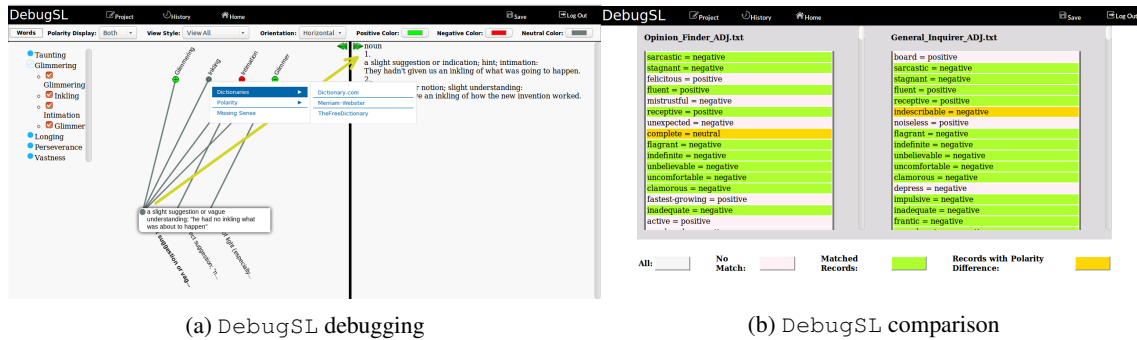 DebugSL Project History Home Save Log Out
Words Polarity Display: Both View Style: View All Orientation: Horizontal Positive Color: Negative Color: Neutral Color:
Taunting
Glimmering
Glimmering
Inkling
Intimation
Glimmer
Longing
Perseverance
Vastness
Glimmering
Inkling
Intimation
Glimmer
Dictionaries
Polarity
Missing Sense
Dictionary.com
Merriam-Webster
TheFreeDictionary
a slight suggestion or vague
understanding; "he had no inkling what
was about to happen"
suggestion or vag...
ect suggestion; "n...
of light (especially...
noun
1.
a slight suggestion or indication; hint; intimation:
They hadn't given us an inkling of what was going to happen.
2.
r notion; slight understanding:
e an inkling of how the new invention worked.
(a) DebugSL debugging
DebugSL Project History Home Save Log Out
Opinion_Finder_ADJ.txt
sarcastic = negative
stagnant = negative
felicitous = positive
fluent = positive
mistrustful = negative
receptive = positive
unexpected = negative
complete = neutral
flagrant = negative
indefinite = negative
unbelievable = negative
uncomfortable = negative
clamorous = negative
fastest-growing = positive
inadequate = negative
active = positive
General_Inquirer_ADJ.txt
board = positive
sarcastic = negative
stagnant = negative
fluent = positive
receptive = positive
indescribable = negative
noiseless = positive
flagrant = negative
indefinite = negative
unbelievable = negative
uncomfortable = negative
clamorous = negative
depress = negative
impulsive = negative
inadequate = negative
frantic = negative
All:
No
Match:
Matched
Records:
Records with Polarity
Difference:
(b) DebugSL comparison